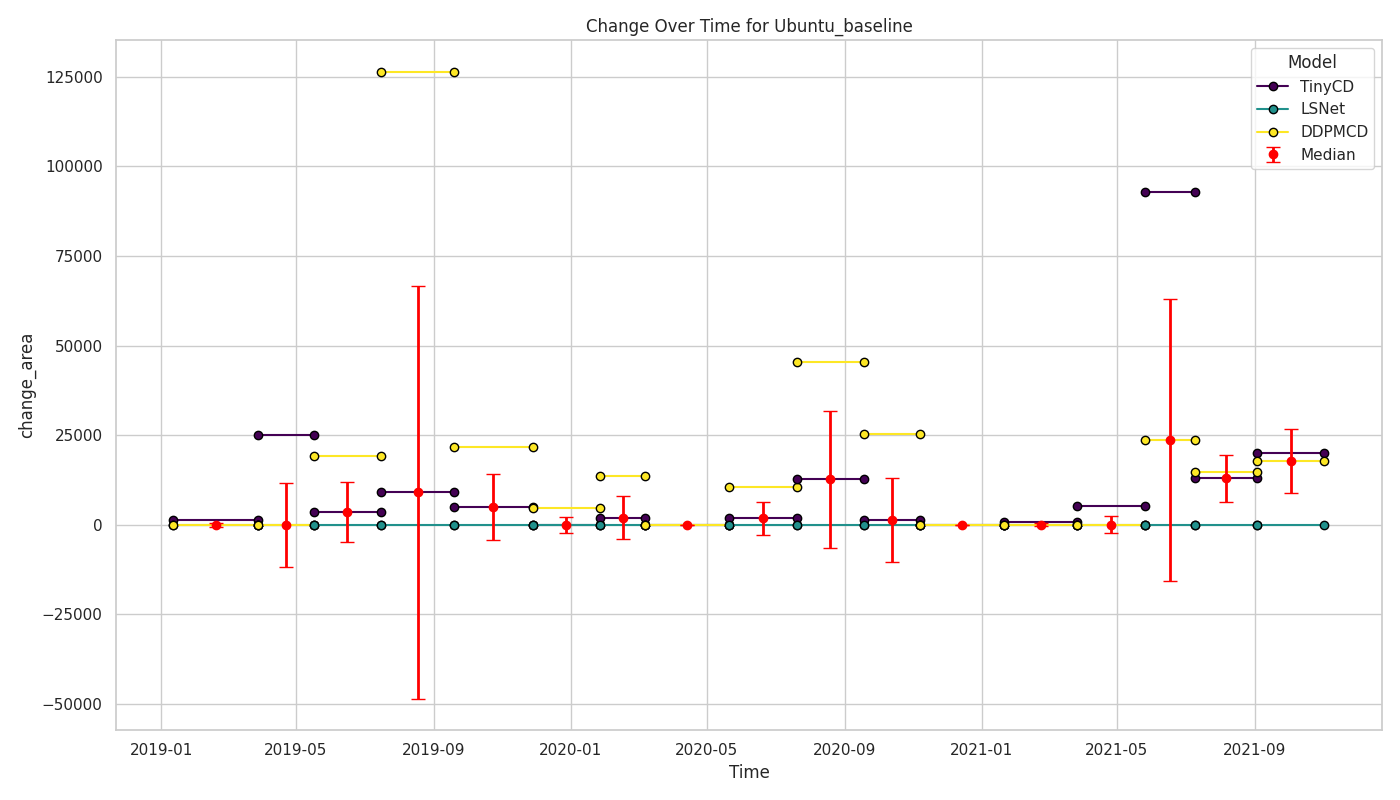 Change Over Time for Ubuntu_baseline
125000
100000
75000
50000
25000
0
−25000
−50000
change_area
2019-01
2019-05
2019-09
2020-01
2020-05
2020-09
2021-01
2021-05
2021-09
Time
Model
TinyCD
LSNet
DDPMCD
Median